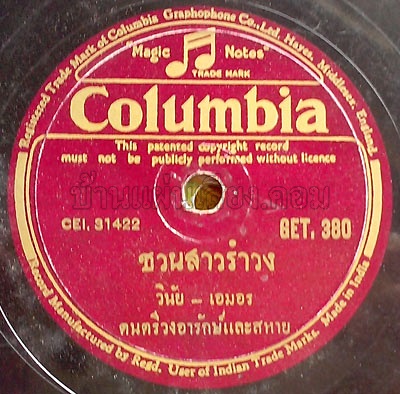 Registered Trade Mark of Columbia Graphophone Co., Ltd. Hayes, Middlesex, England.
"Magic Notes"
TRADE MARK
Columbia
This patented copyright record
must not be publicly performed without licence
CEI. 31422
GET. 380
ชวนสาวรำวง
วินัย – เอมอร
ดนตรีวงอารักษ์และสหาย
Record Manufactured by Regd. User of Indian Trade Marks. Made in India